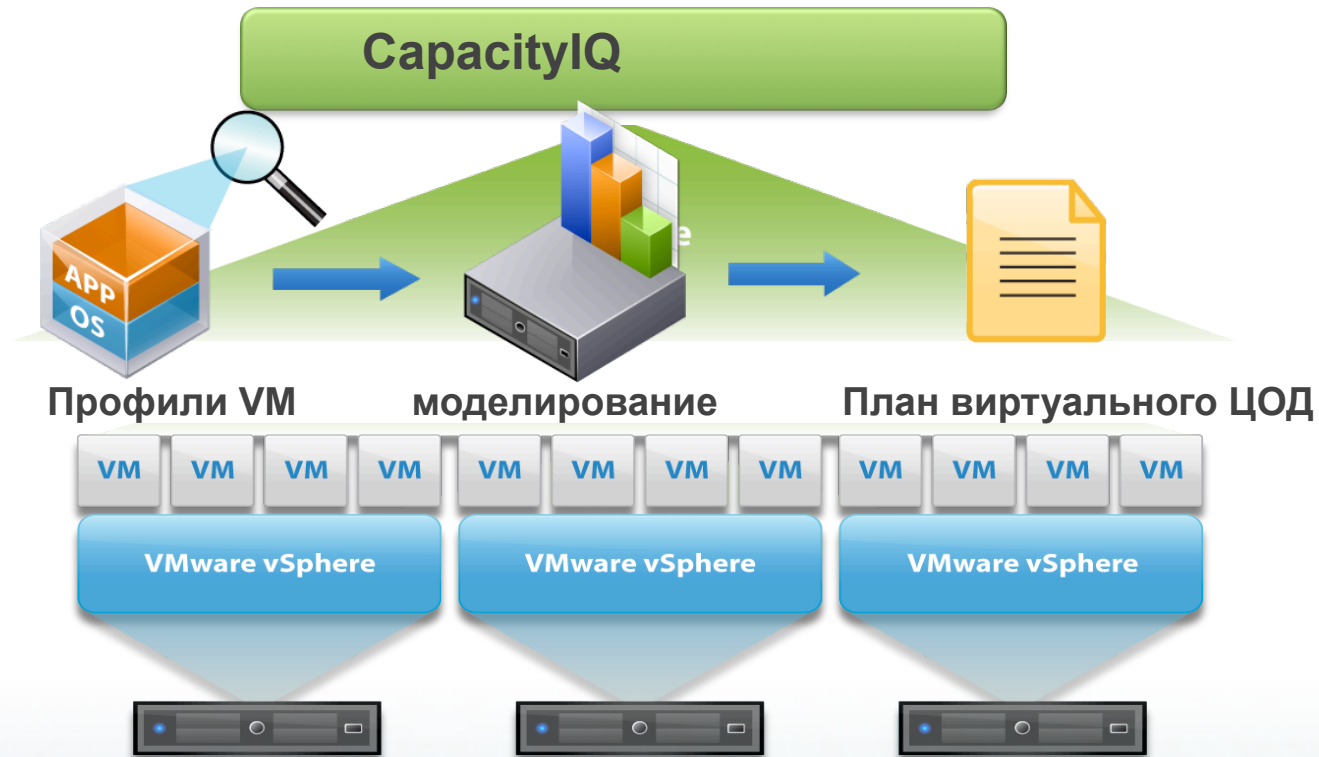 CapacityIQ
e
APP
OS
Профили VM моделирование План виртуального ЦОД
VM VM VM VM VM VM VM VM VM VM VM VM
VMware vSphere VMware vSphere VMware vSphere